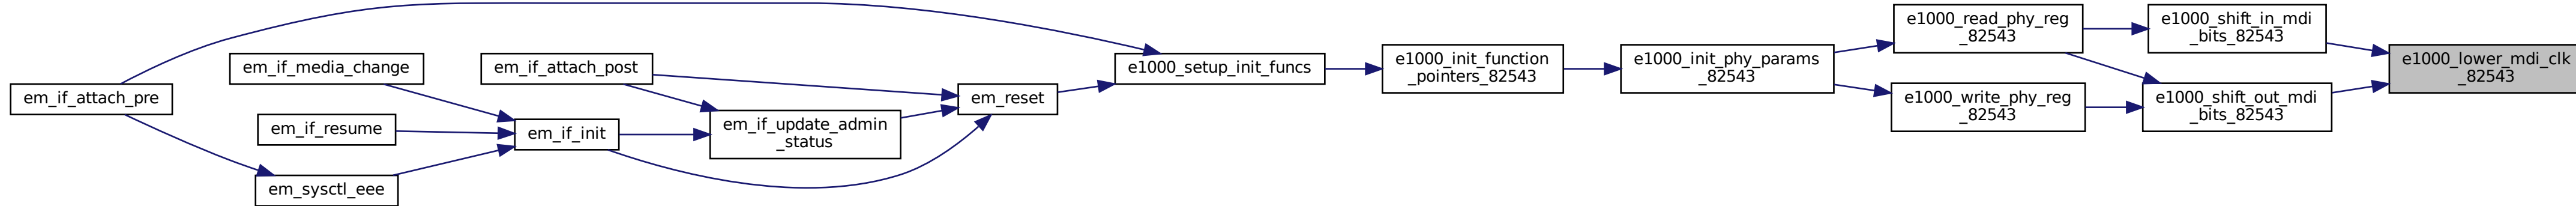 em_if_attach_pre
em_if_media_change
em_if_resume
em_sysctl_eee
em_if_attach_post
em_if_init
em_if_update_admin
_status
em_reset
e1000_setup_init_funcs
e1000_init_function
_pointers_82543
e1000_init_phy_params
_82543
e1000_read_phy_reg
_82543
e1000_write_phy_reg
_82543
e1000_shift_in_mdi
_bits_82543
e1000_shift_out_mdi
_bits_82543
e1000_lower_mdi_clk
_82543